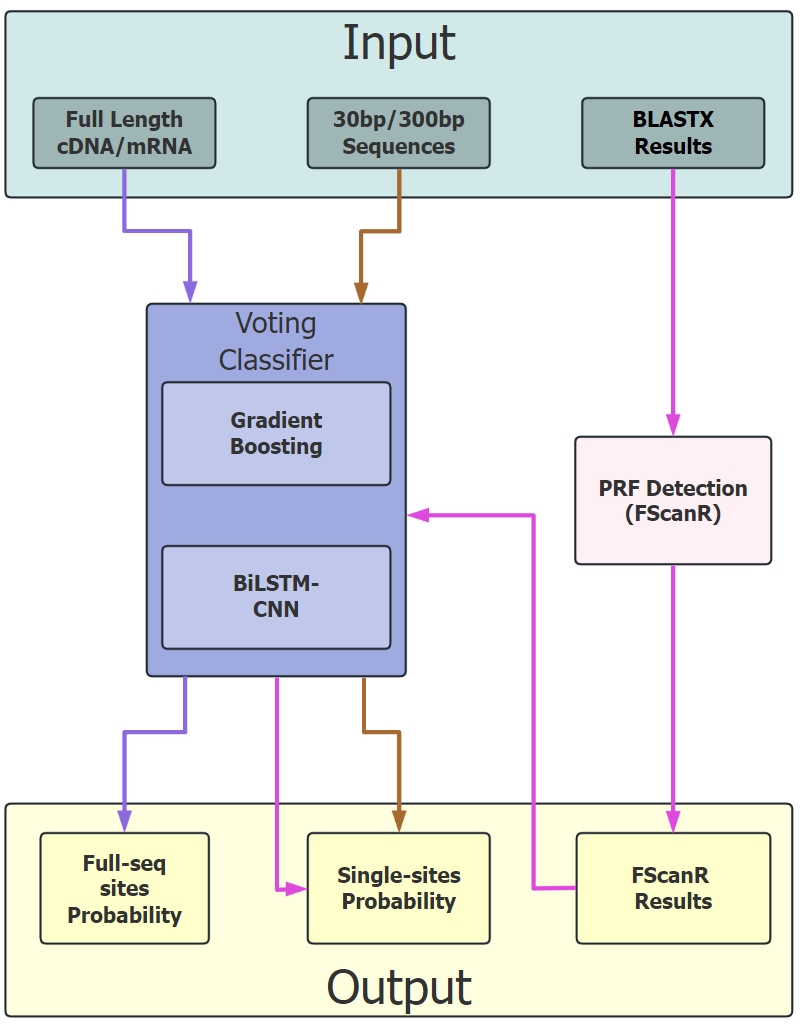 Input
Full Length
cDNA/mRNA
30bp/300bp
Sequences
BLASTX
Results
Voting
Classifier
Gradient
Boosting
BiLSTM-
CNN
PRF Detection
(FScanR)
Full-seq
sites
Probability
Single-sites
Probability
FScanR
Results
Output